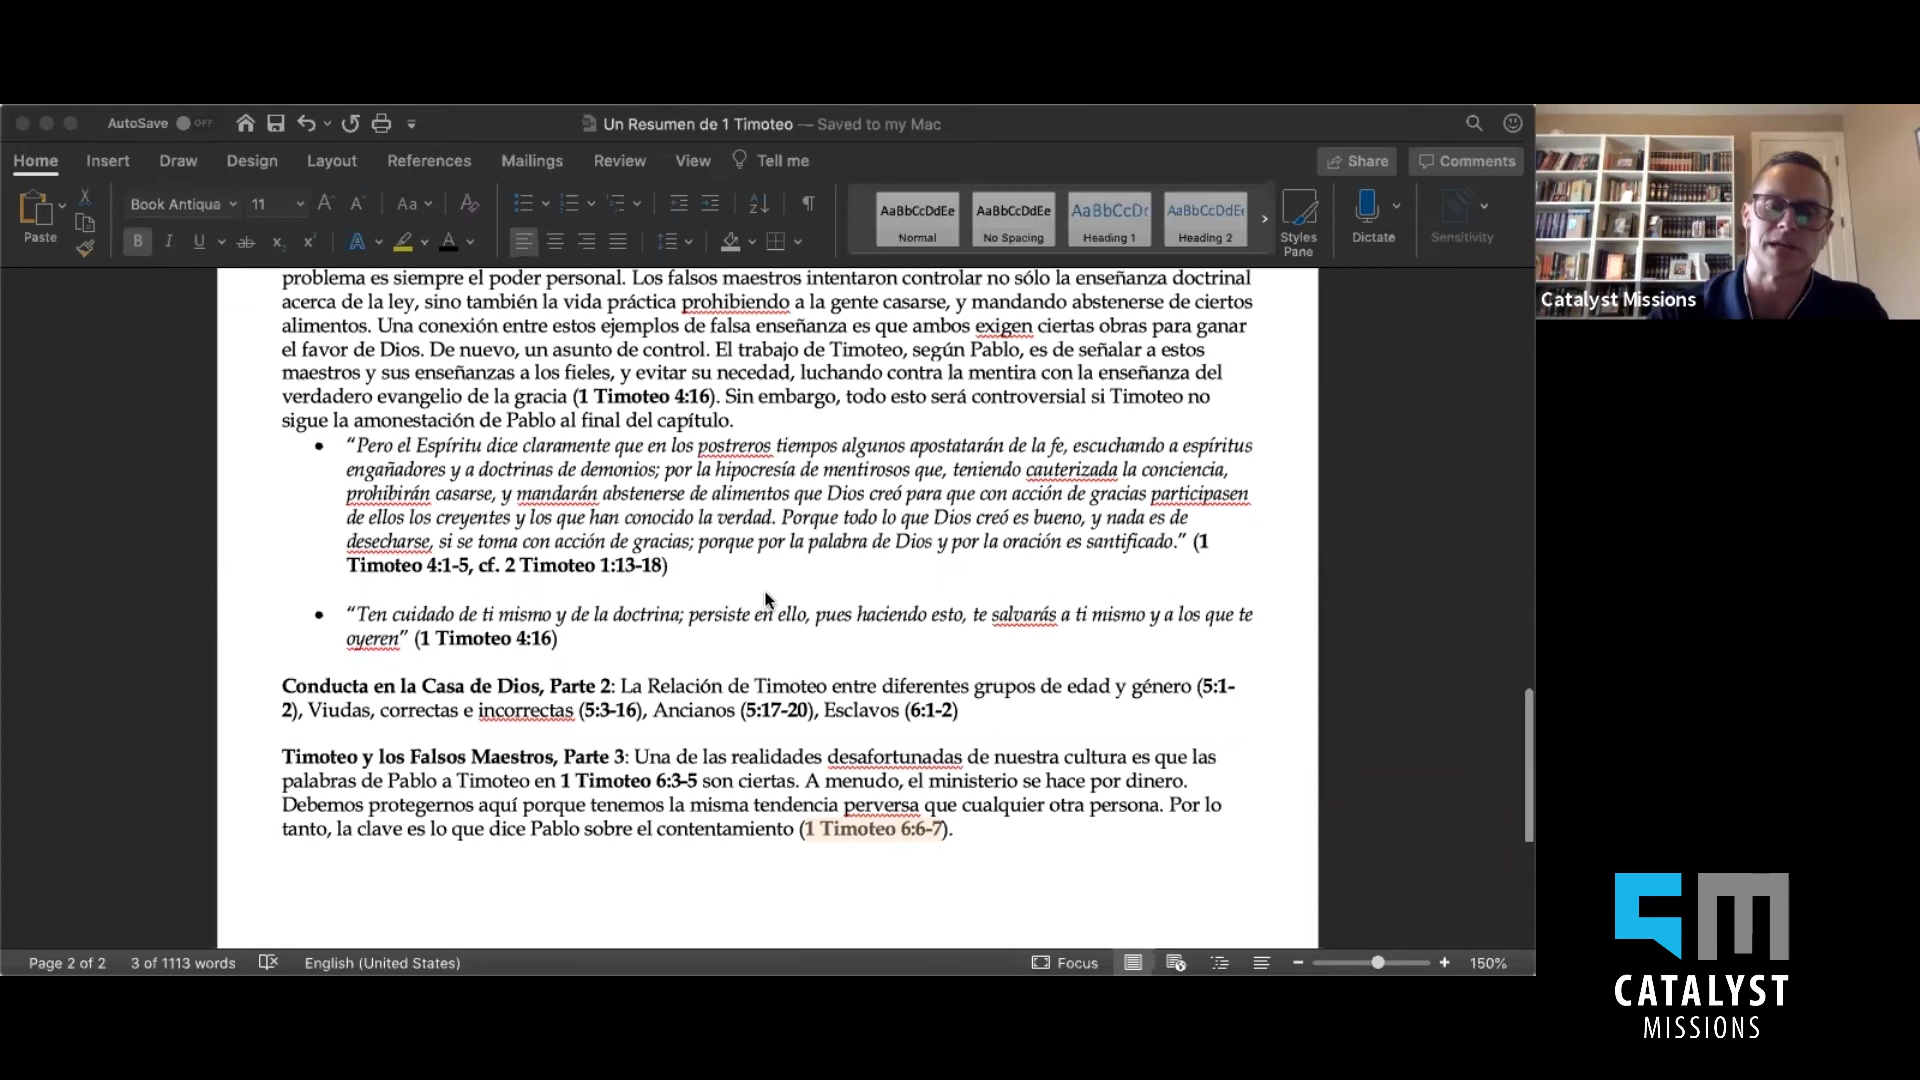 AutoSave OFF
Un Resumen de 1 Timoteo — Saved to my Mac
Home Insert Draw Design Layout References Mailings Review View Tell me Share Comments
Paste
Book Antiqua 11
Aa
B I U ab x x A A
AaBbCcDdEe AaBbCcDdEe AaBbCcDc AaBbCcDdEe
Normal No Spacing Heading 1 Heading 2
Styles Pane
Dictate
Sensitivity
problema es siempre el poder personal. Los falsos maestros intentaron controlar no sólo la enseñanza doctrinal
acerca de la ley, sino también la vida práctica prohibiendo a la gente casarse, y mandando abstenerse de ciertos
alimentos. Una conexión entre estos ejemplos de falsa enseñanza es que ambos exigen ciertas obras para ganar
el favor de Dios. De nuevo, un asunto de control. El trabajo de Timoteo, según Pablo, es de señalar a estos
maestros y sus enseñanzas a los fieles, y evitar su necedad, luchando contra la mentira con la enseñanza del
verdadero evangelio de la gracia (1 Timoteo 4:16). Sin embargo, todo esto será controversial si Timoteo no
sigue la amonestación de Pablo al final del capítulo.
• “Pero el Espíritu dice claramente que en los postreros tiempos algunos apostatarán de la fe, escuchando a espíritus
engañadores y a doctrinas de demonios; por la hipocresía de mentirosos que, teniendo cauterizada la conciencia,
prohibirán casarse, y mandarán abstenerse de alimentos que Dios creó para que con acción de gracias participasen
de ellos los creyentes y los que han conocido la verdad. Porque todo lo que Dios creó es bueno, y nada es de
desecharse, si se toma con acción de gracias; porque por la palabra de Dios y por la oración es santificado.” (1
Timoteo 4:1-5, cf. 2 Timoteo 1:13-18)
• “Ten cuidado de ti mismo y de la doctrina; persiste en ello, pues haciendo esto, te salvarás a ti mismo y a los que te
oyeren” (1 Timoteo 4:16)
Conducta en la Casa de Dios, Parte 2: La Relación de Timoteo entre diferentes grupos de edad y género (5:1-
2), Viudas, correctas e incorrectas (5:3-16), Ancianos (5:17-20), Esclavos (6:1-2)
Timoteo y los Falsos Maestros, Parte 3: Una de las realidades desafortunadas de nuestra cultura es que las
palabras de Pablo a Timoteo en 1 Timoteo 6:3-5 son ciertas. A menudo, el ministerio se hace por dinero.
Debemos protegernos aquí porque tenemos la misma tendencia perversa que cualquier otra persona. Por lo
tanto, la clave es lo que dice Pablo sobre el contentamiento (1 Timoteo 6:6-7).
Page 2 of 2 3 of 1113 words English (United States) Focus 150%
Catalyst Missions
CATALYST
MISSIONS